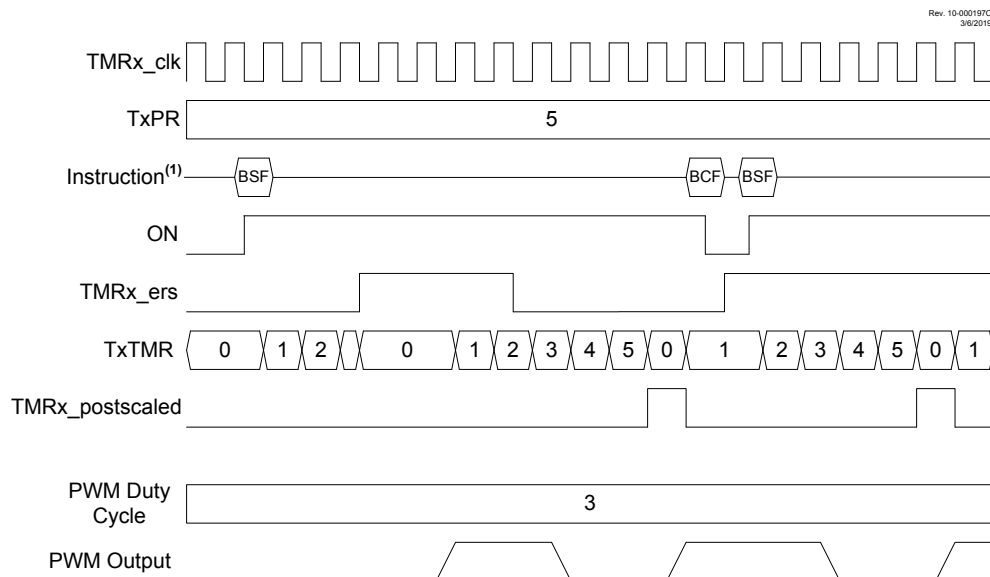 Rev. 10-000197C
3/6/2019
TMRx_clk
TxPR 5
Instruction(1) BSF BCF BSF
ON
TMRx_ers
TxTMR 0 1 2 0 1 2 3 4 5 0 1 2 3 4 5 0 1
TMRx_postscaled
PWM Duty
Cycle
3
PWM Output